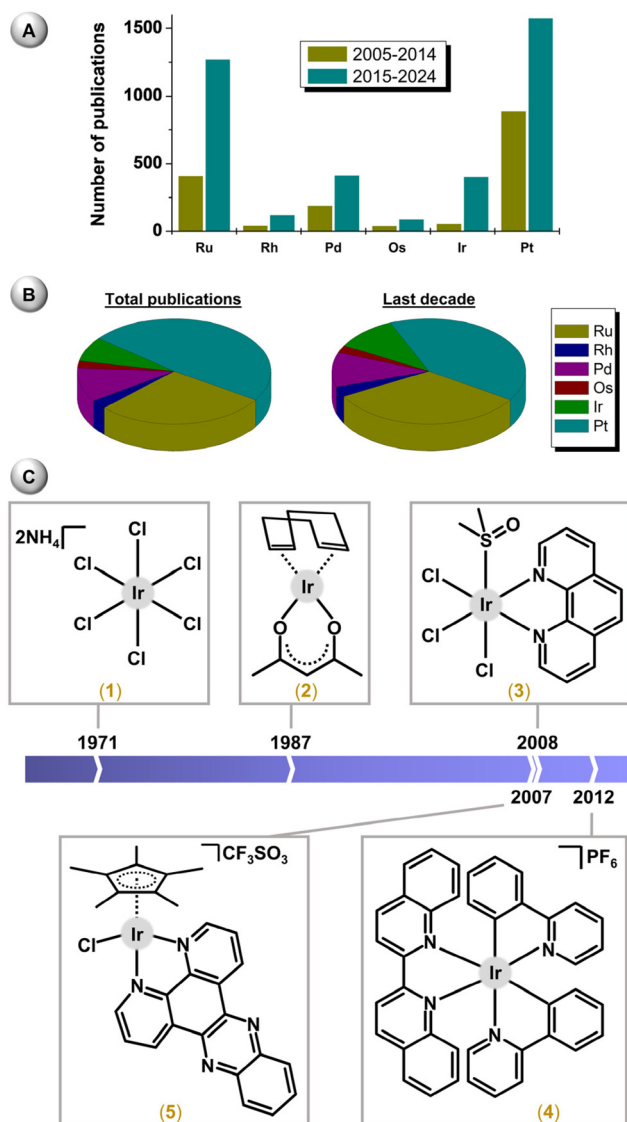 A
Number of publications
1500
1000
500
0
2005-2014
2015-2024
Ru Rh Pd Os Ir Pt
B
Total publications
Last decade
Ru
Rh
Pd
Os
Ir
Pt
C
2NH₄
Cl
Cl
Cl
Ir
Cl
Cl
Cl
(1)
Ir
O
O
(2)
S
O
Cl
N
Ir
Cl
N
Cl
(3)
1971
1987
2008
2007
2012
CF₃SO₃
Cl
Ir
N
N
N
N
(5)
PF₆
N
N
Ir
N
N
(4)